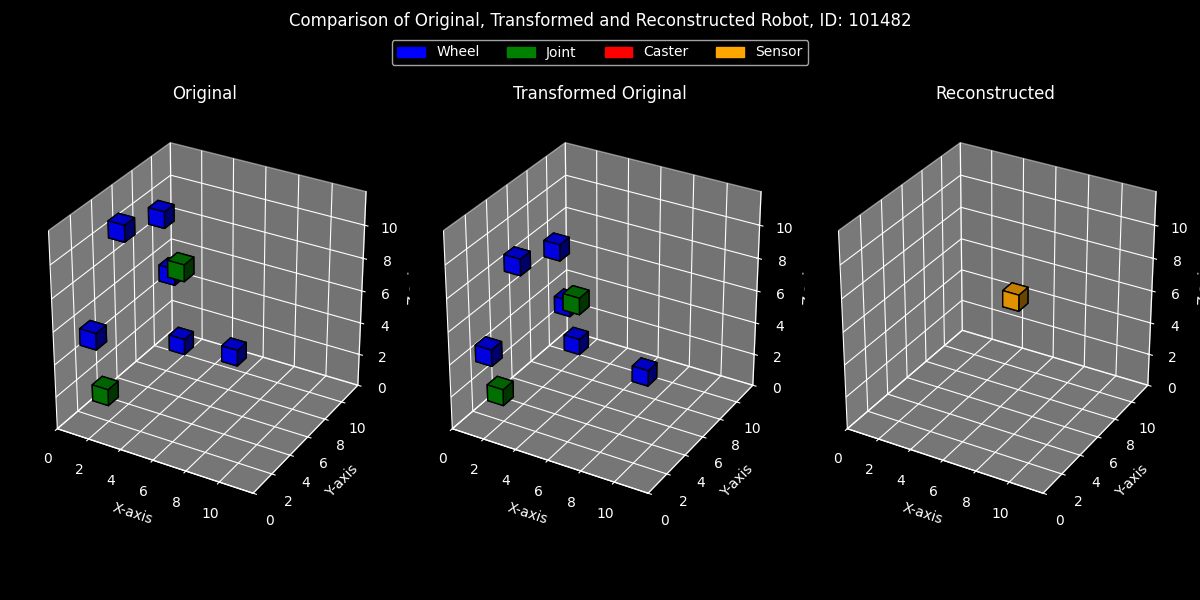 Comparison of Original, Transformed and Reconstructed Robot, ID: 101482
Wheel Joint Caster Sensor
Original Transformed Original Reconstructed
10 10 10
8 8 8
6 6 6
4 4 4
2 2 2
0 0 0
10 10 10
8 8 8
6 6 6
4 4 4
2 2 2
0 0 0
Y-axis Y-axis Y-axis
0 2 4 6 8 10 0 2 4 6 8 10 0 2 4 6 8 10
X-axis X-axis X-axis